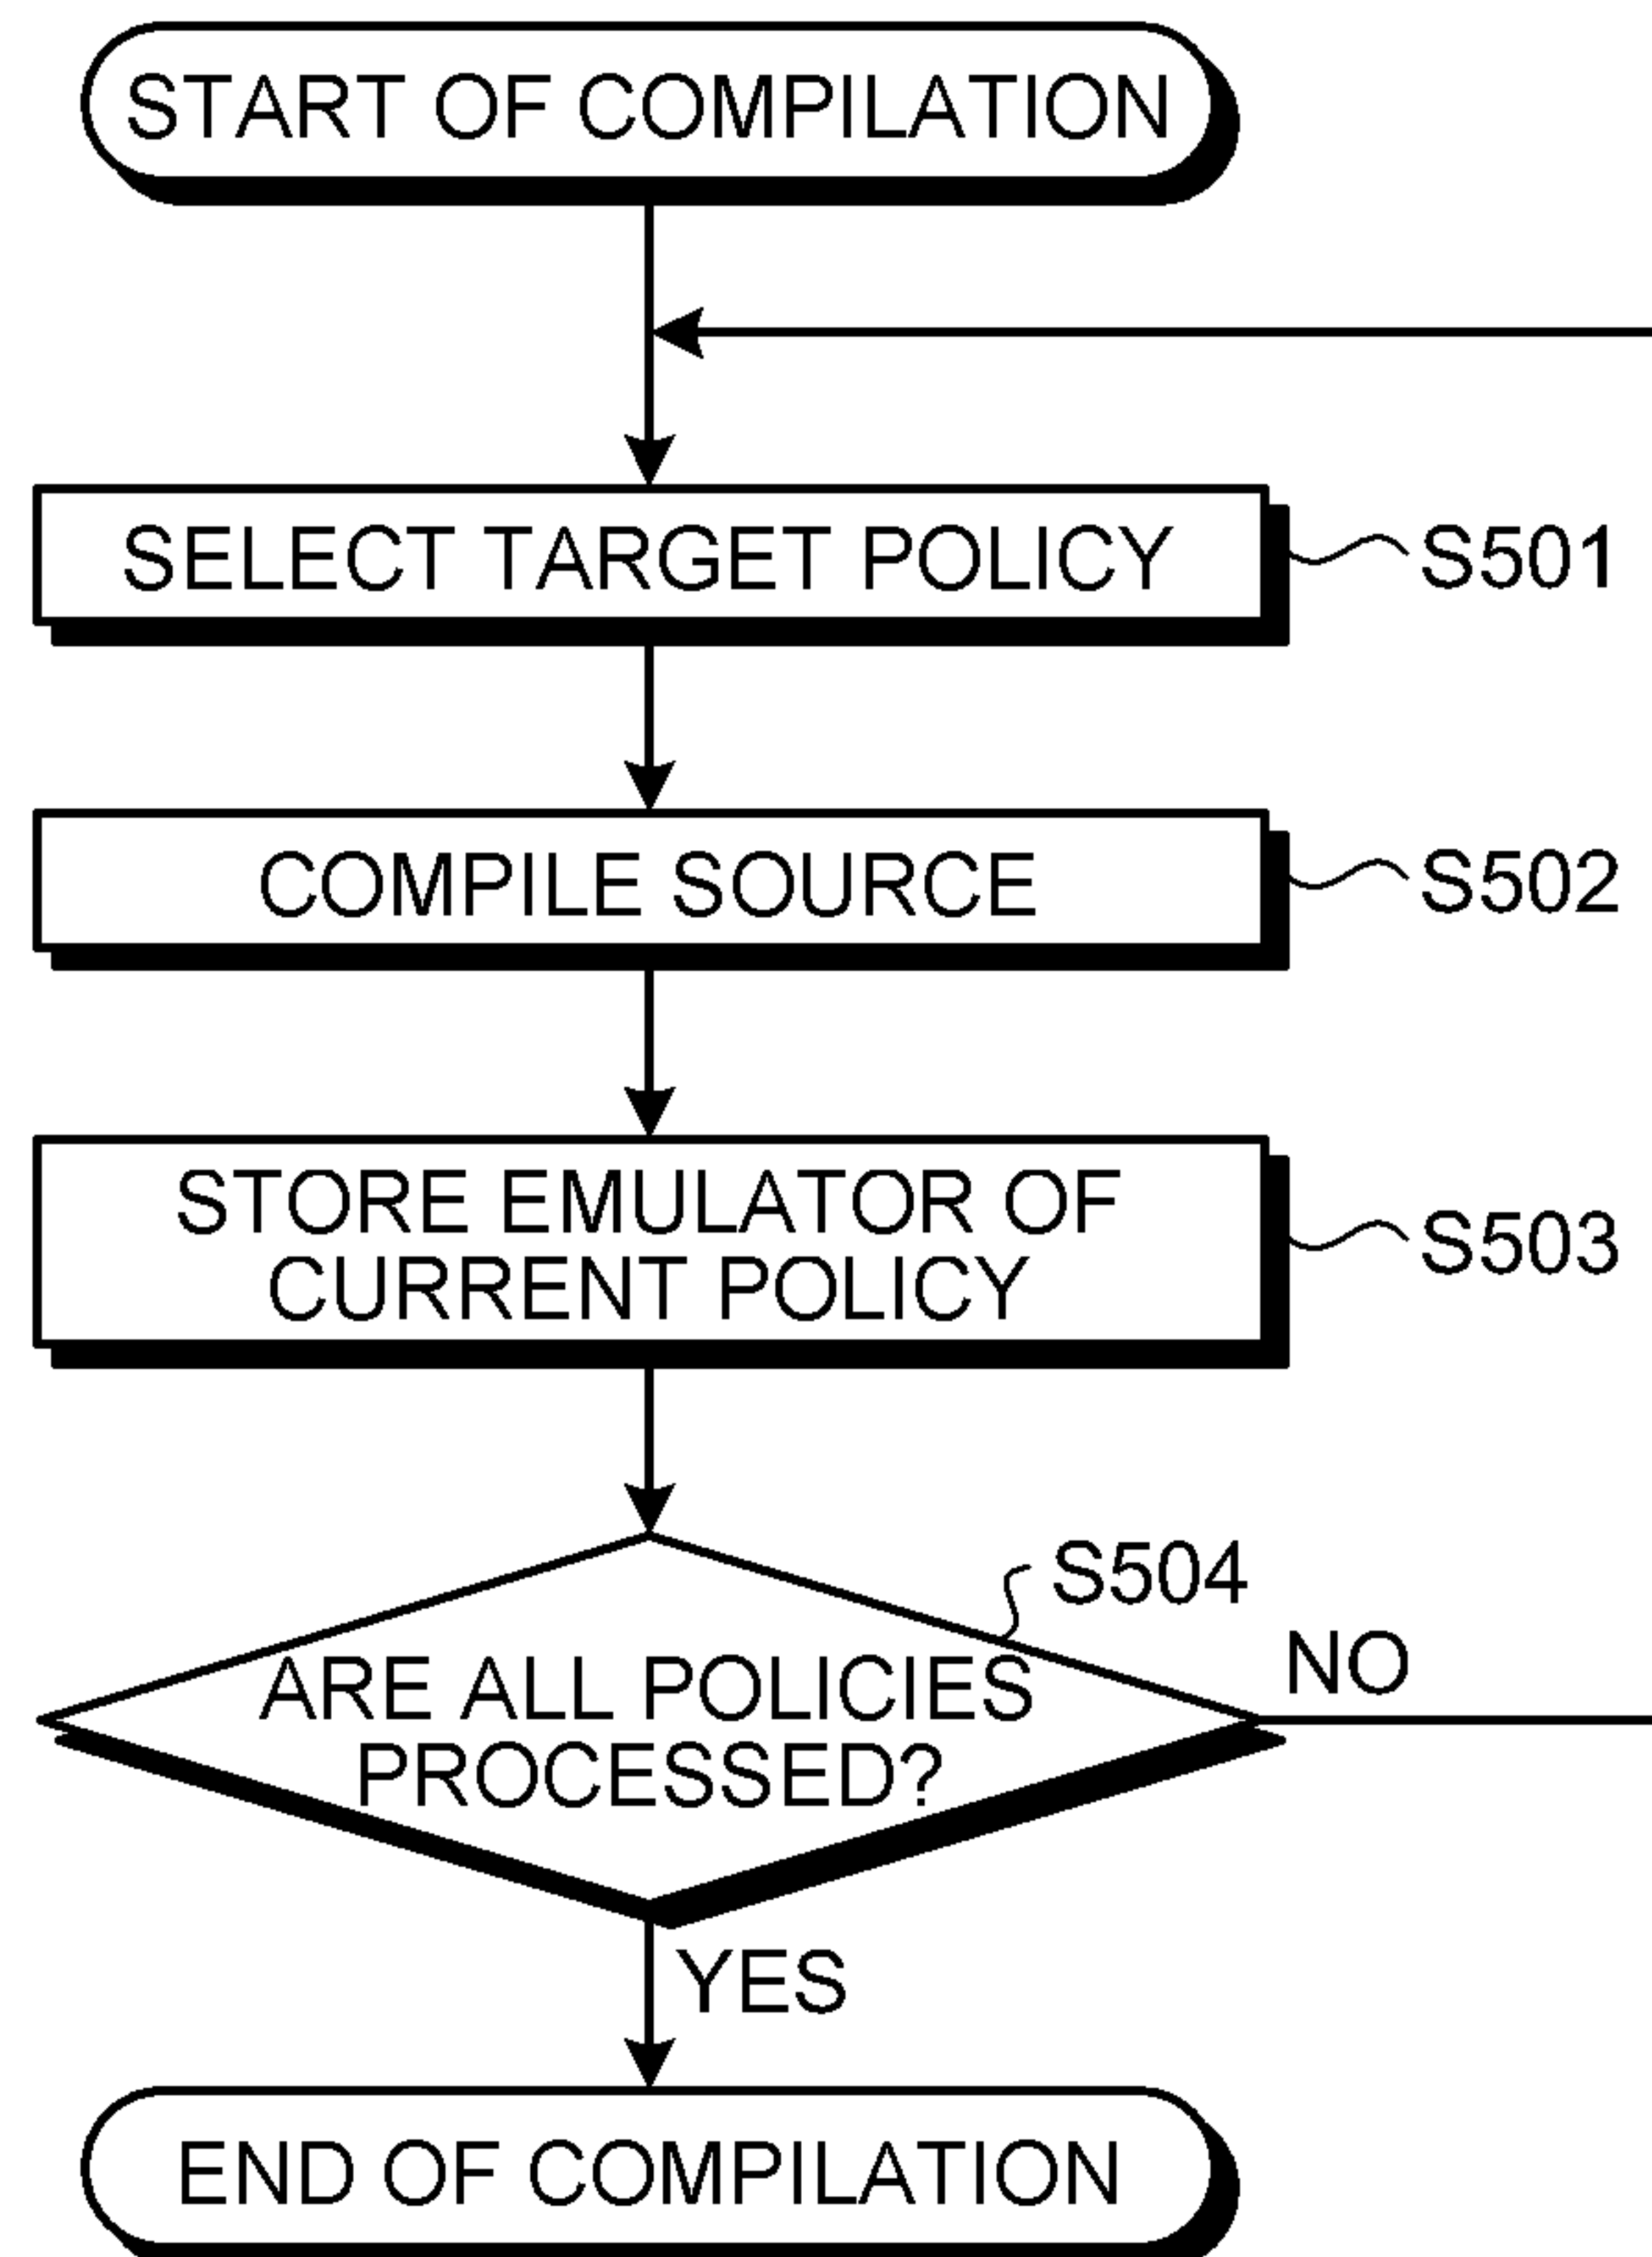 START OF COMPILATION
SELECT TARGET POLICY
S501
COMPILE SOURCE
S502
STORE EMULATOR OF
CURRENT POLICY
S503
S504
ARE ALL POLICIES
PROCESSED?
NO
YES
END OF COMPILATION